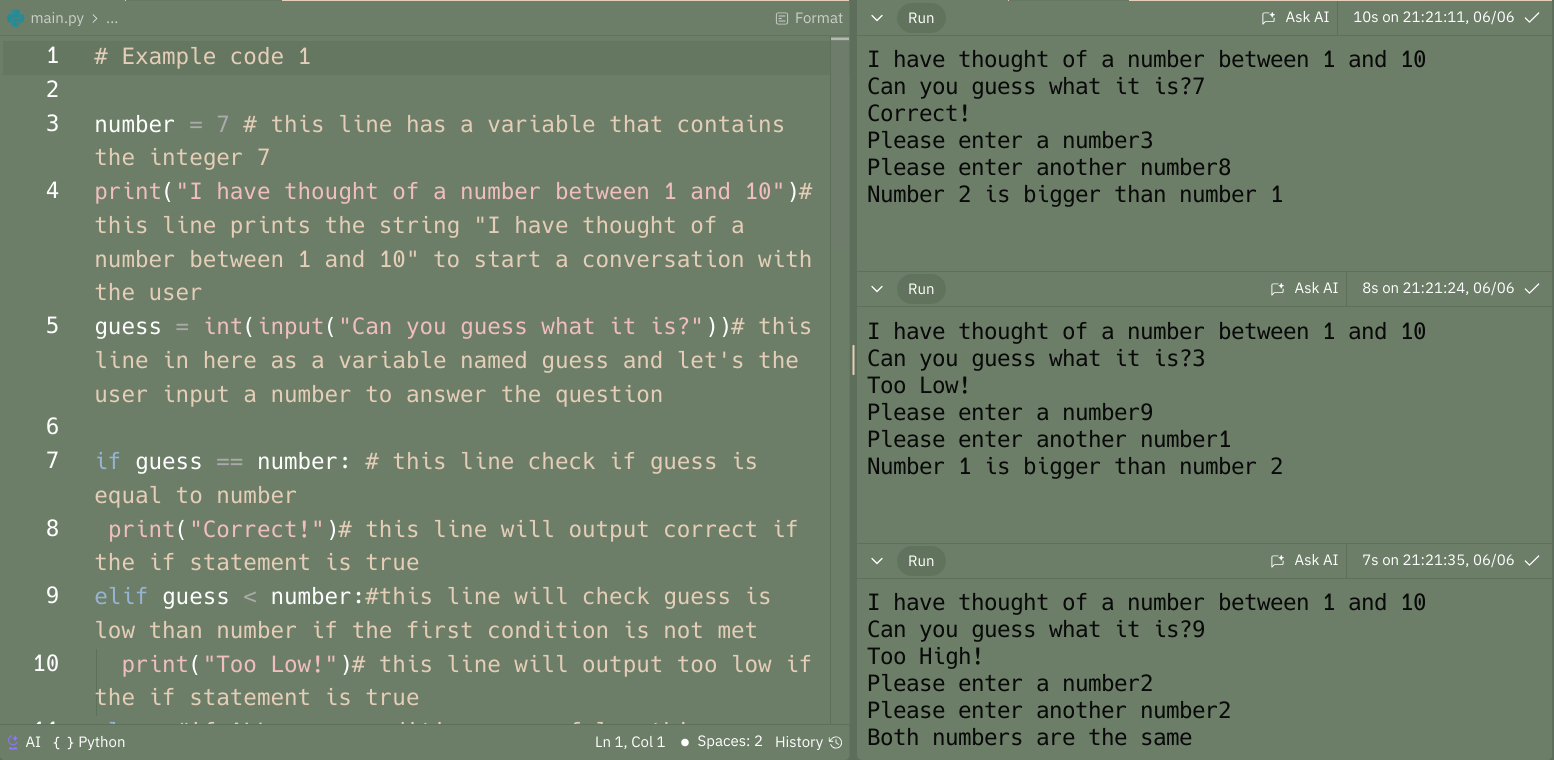 main.py > ...
Format
1 # Example code 1
2
3 number = 7 # this line has a variable that contains
the integer 7
4 print("I have thought of a number between 1 and 10")#
this line prints the string "I have thought of a
number between 1 and 10" to start a conversation with
the user
5 guess = int(input("Can you guess what it is?"))# this
line in here as a variable named guess and let's the
user input a number to answer the question
6
7 if guess == number: # this line check if guess is
equal to number
8 print("Correct!")# this line will output correct if
the if statement is true
9 elif guess < number:#this line will check guess is
low than number if the first condition is not met
10 print("Too Low!")# this line will output too low if
the if statement is true
AI { } Python
Ln 1, Col 1 ● Spaces: 2 History
Run Ask AI 10s on 21:21:11, 06/06
I have thought of a number between 1 and 10
Can you guess what it is?7
Correct!
Please enter a number3
Please enter another number8
Number 2 is bigger than number 1
Run Ask AI 8s on 21:21:24, 06/06
I have thought of a number between 1 and 10
Can you guess what it is?3
Too Low!
Please enter a number9
Please enter another number1
Number 1 is bigger than number 2
Run Ask AI 7s on 21:21:35, 06/06
I have thought of a number between 1 and 10
Can you guess what it is?9
Too High!
Please enter a number2
Please enter another number2
Both numbers are the same